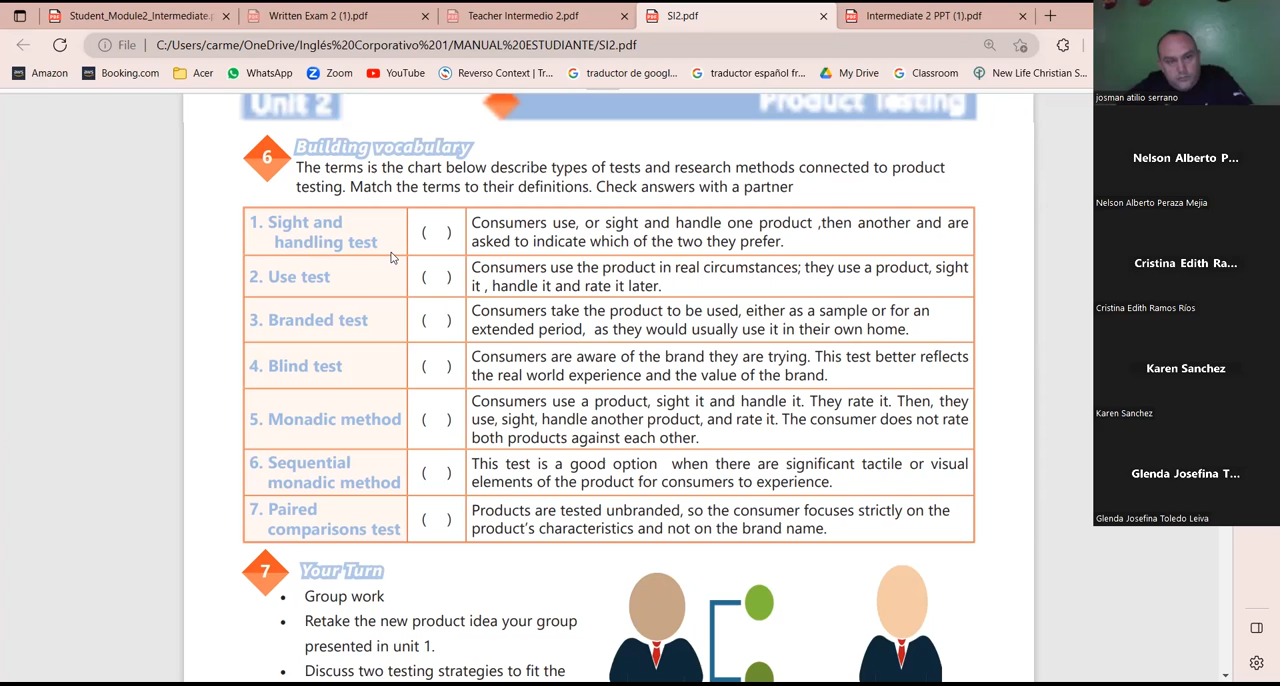 Student_Module2_Intermediate.
Written Exam 2 (1).pdf
Teacher Intermedio 2.pdf
SI2.pdf
Intermediate 2 PPT (1).pdf
File
C:/Users/carme/OneDrive/Inglés%20Corporativo%201/MANUAL%20ESTUDIANTE/SI2.pdf
Amazon
Booking.com
Acer
WhatsApp
Zoom
YouTube
Reverso Context | Tr...
traductor de googl...
traductor español fr...
My Drive
Classroom
New Life Christian S...
Unit 2
Product Testing
6
Building vocabulary
The terms is the chart below describe types of tests and research methods connected to product
testing. Match the terms to their definitions. Check answers with a partner
1. Sight and
handling test
( )
Consumers use, or sight and handle one product ,then another and are
asked to indicate which of the two they prefer.
2. Use test
( )
Consumers use the product in real circumstances; they use a product, sight
it , handle it and rate it later.
3. Branded test
( )
Consumers take the product to be used, either as a sample or for an
extended period, as they would usually use it in their own home.
4. Blind test
( )
Consumers are aware of the brand they are trying. This test better reflects
the real world experience and the value of the brand.
5. Monadic method
( )
Consumers use a product, sight it and handle it. They rate it. Then, they
use, sight, handle another product, and rate it. The consumer does not rate
both products against each other.
6. Sequential
monadic method
( )
This test is a good option when there are significant tactile or visual
elements of the product for consumers to experience.
7. Paired
comparisons test
( )
Products are tested unbranded, so the consumer focuses strictly on the
product's characteristics and not on the brand name.
7
Your Turn
• Group work
• Retake the new product idea your group
presented in unit 1.
• Discuss two testing strategies to fit the
josman atilio serrano
Nelson Alberto P...
Nelson Alberto Peraza Mejia
Cristina Edith Ra...
Cristina Edith Ramos Ríos
Karen Sanchez
Karen Sanchez
Glenda Josefina T...
Glenda Josefina Toledo Leiva